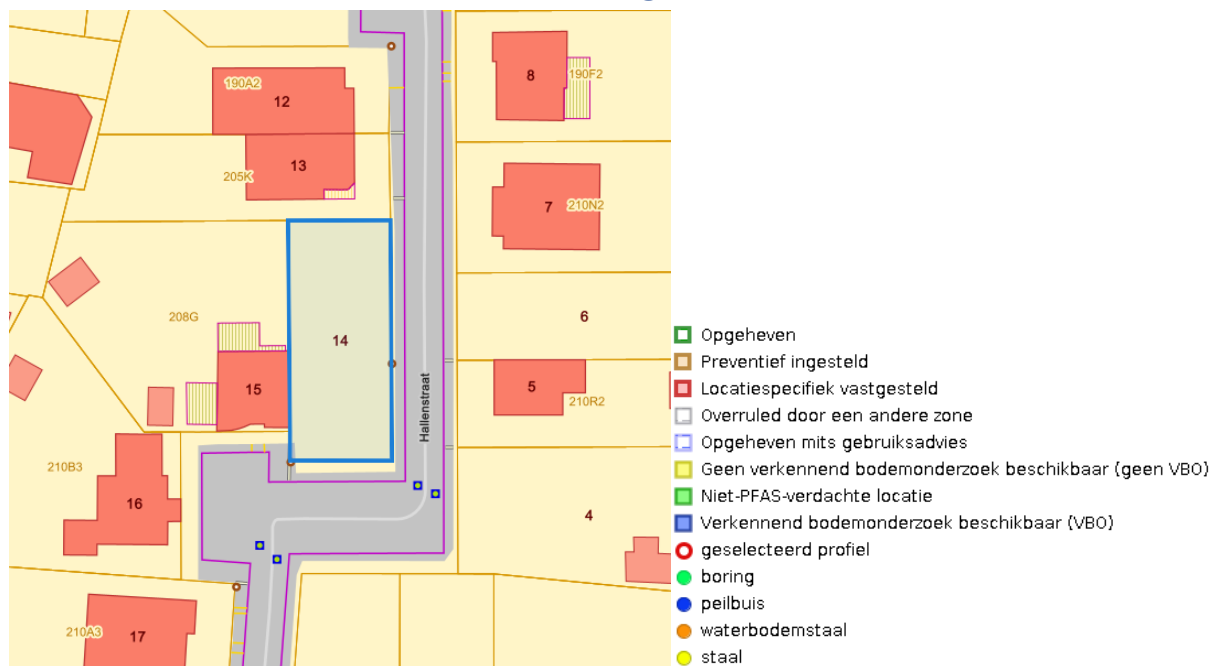 8
190F2
190A2
12
13
205K
7
210N2
208G
6
14
15
5
210R2
Hallenstraat
210B3
16
4
210A3
17
Opgeheven
Preventief ingesteld
Locatiespecifiek vastgesteld
Overruled door een andere zone
Opgeheven mits gebruiksadvies
Geen verkennend bodemonderzoek beschikbaar (geen VBO)
Niet-PFAS-verdachte locatie
Verkennend bodemonderzoek beschikbaar (VBO)
geselecteerd profiel
boring
peilbuis
waterbodemstaal
staal